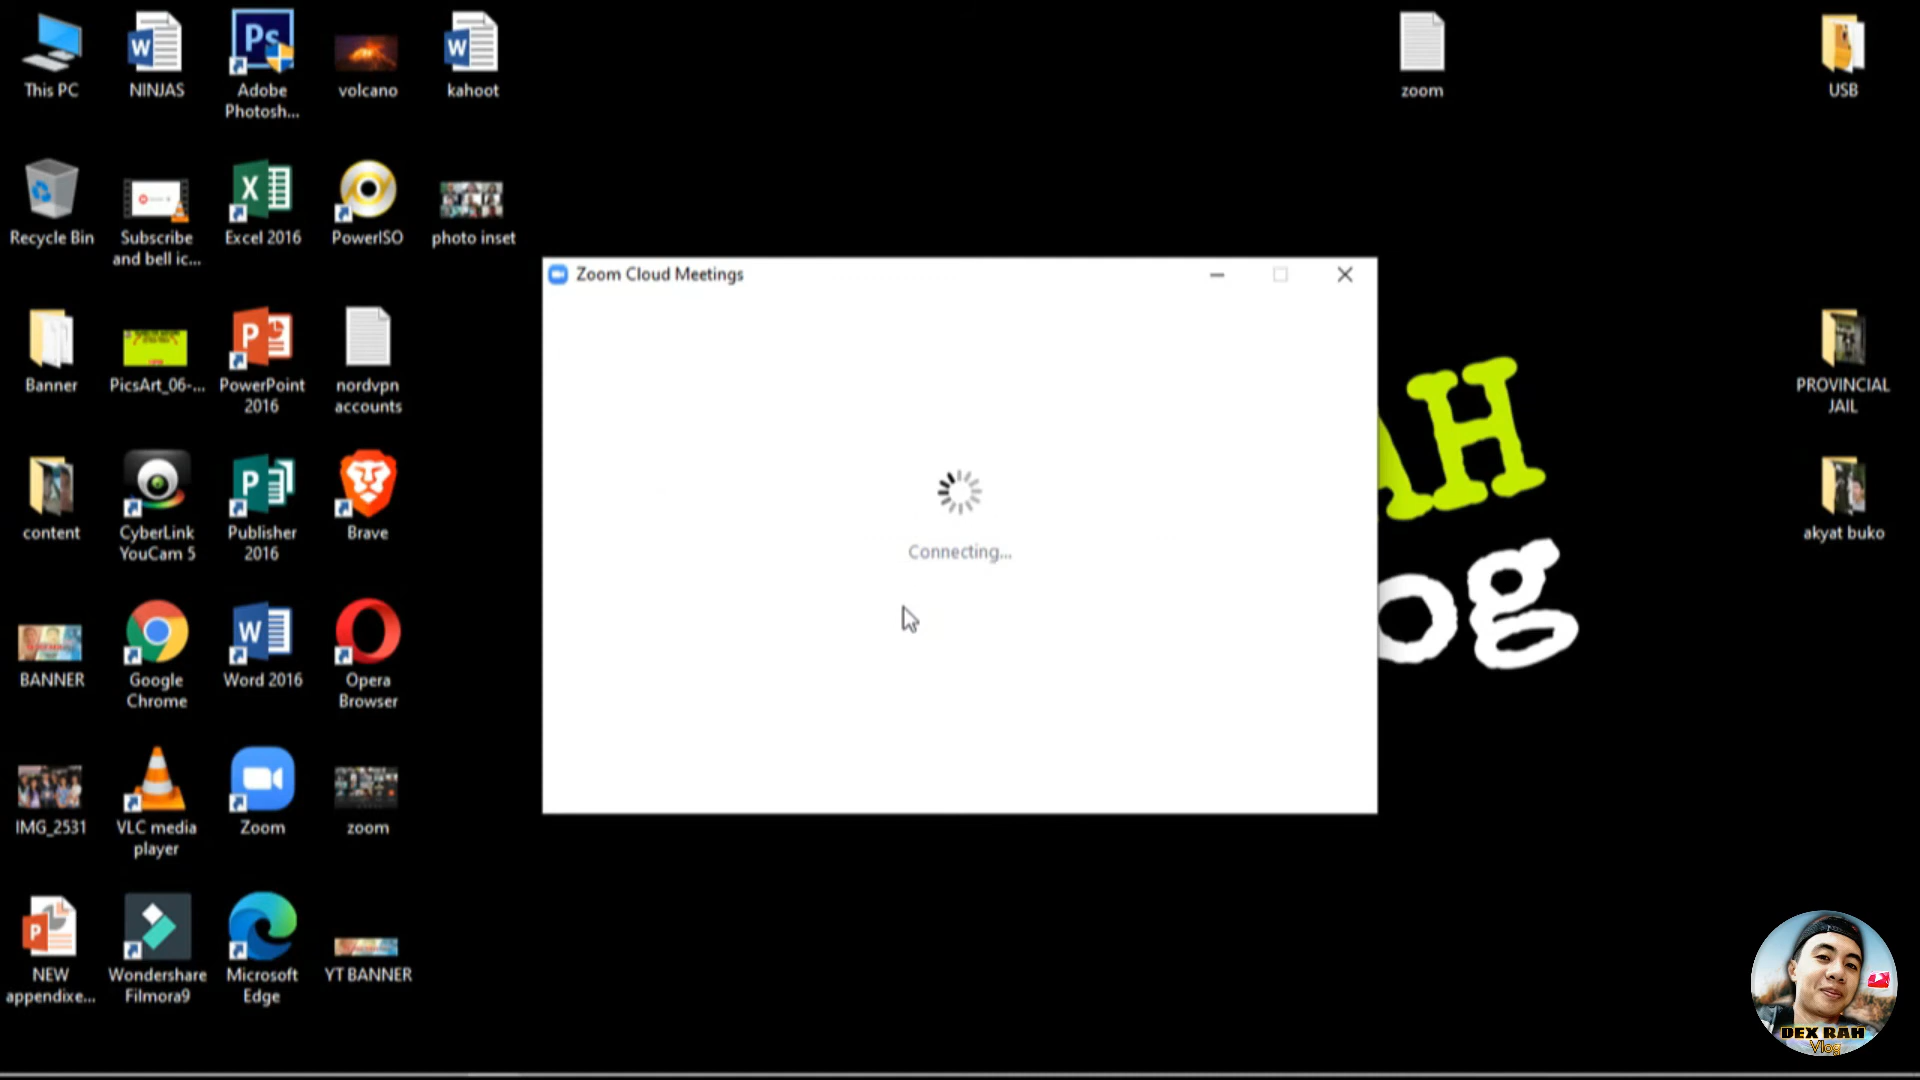 This PC
NINJAS
Adobe
Photosh...
volcano
kahoot
zoom
USB
Recycle Bin
Subscribe
and bell ic...
Excel 2016
PowerISO
photo inset
Zoom Cloud Meetings
Banner
PicsArt_06-...
PowerPoint
2016
nordvpn
accounts
PROVINCIAL
JAIL
AH
og
content
CyberLink
YouCam 5
Publisher
2016
Brave
Connecting...
akyat buko
BANNER
Google
Chrome
Word 2016
Opera
Browser
IMG_2531
VLC media
player
Zoom
zoom
NEW
appendixe...
Wondershare
Filmora9
Microsoft
Edge
YT BANNER
DEX RAH
Vlog